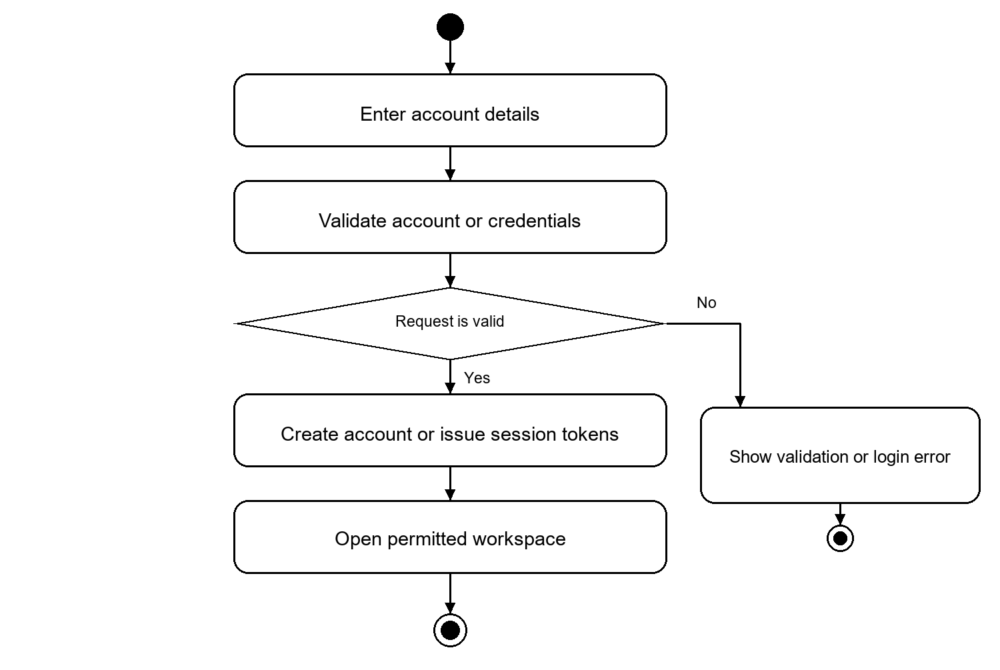 Enter account details
Validate account or credentials
Request is valid
No
Yes
Create account or issue session tokens
Show validation or login error
Open permitted workspace